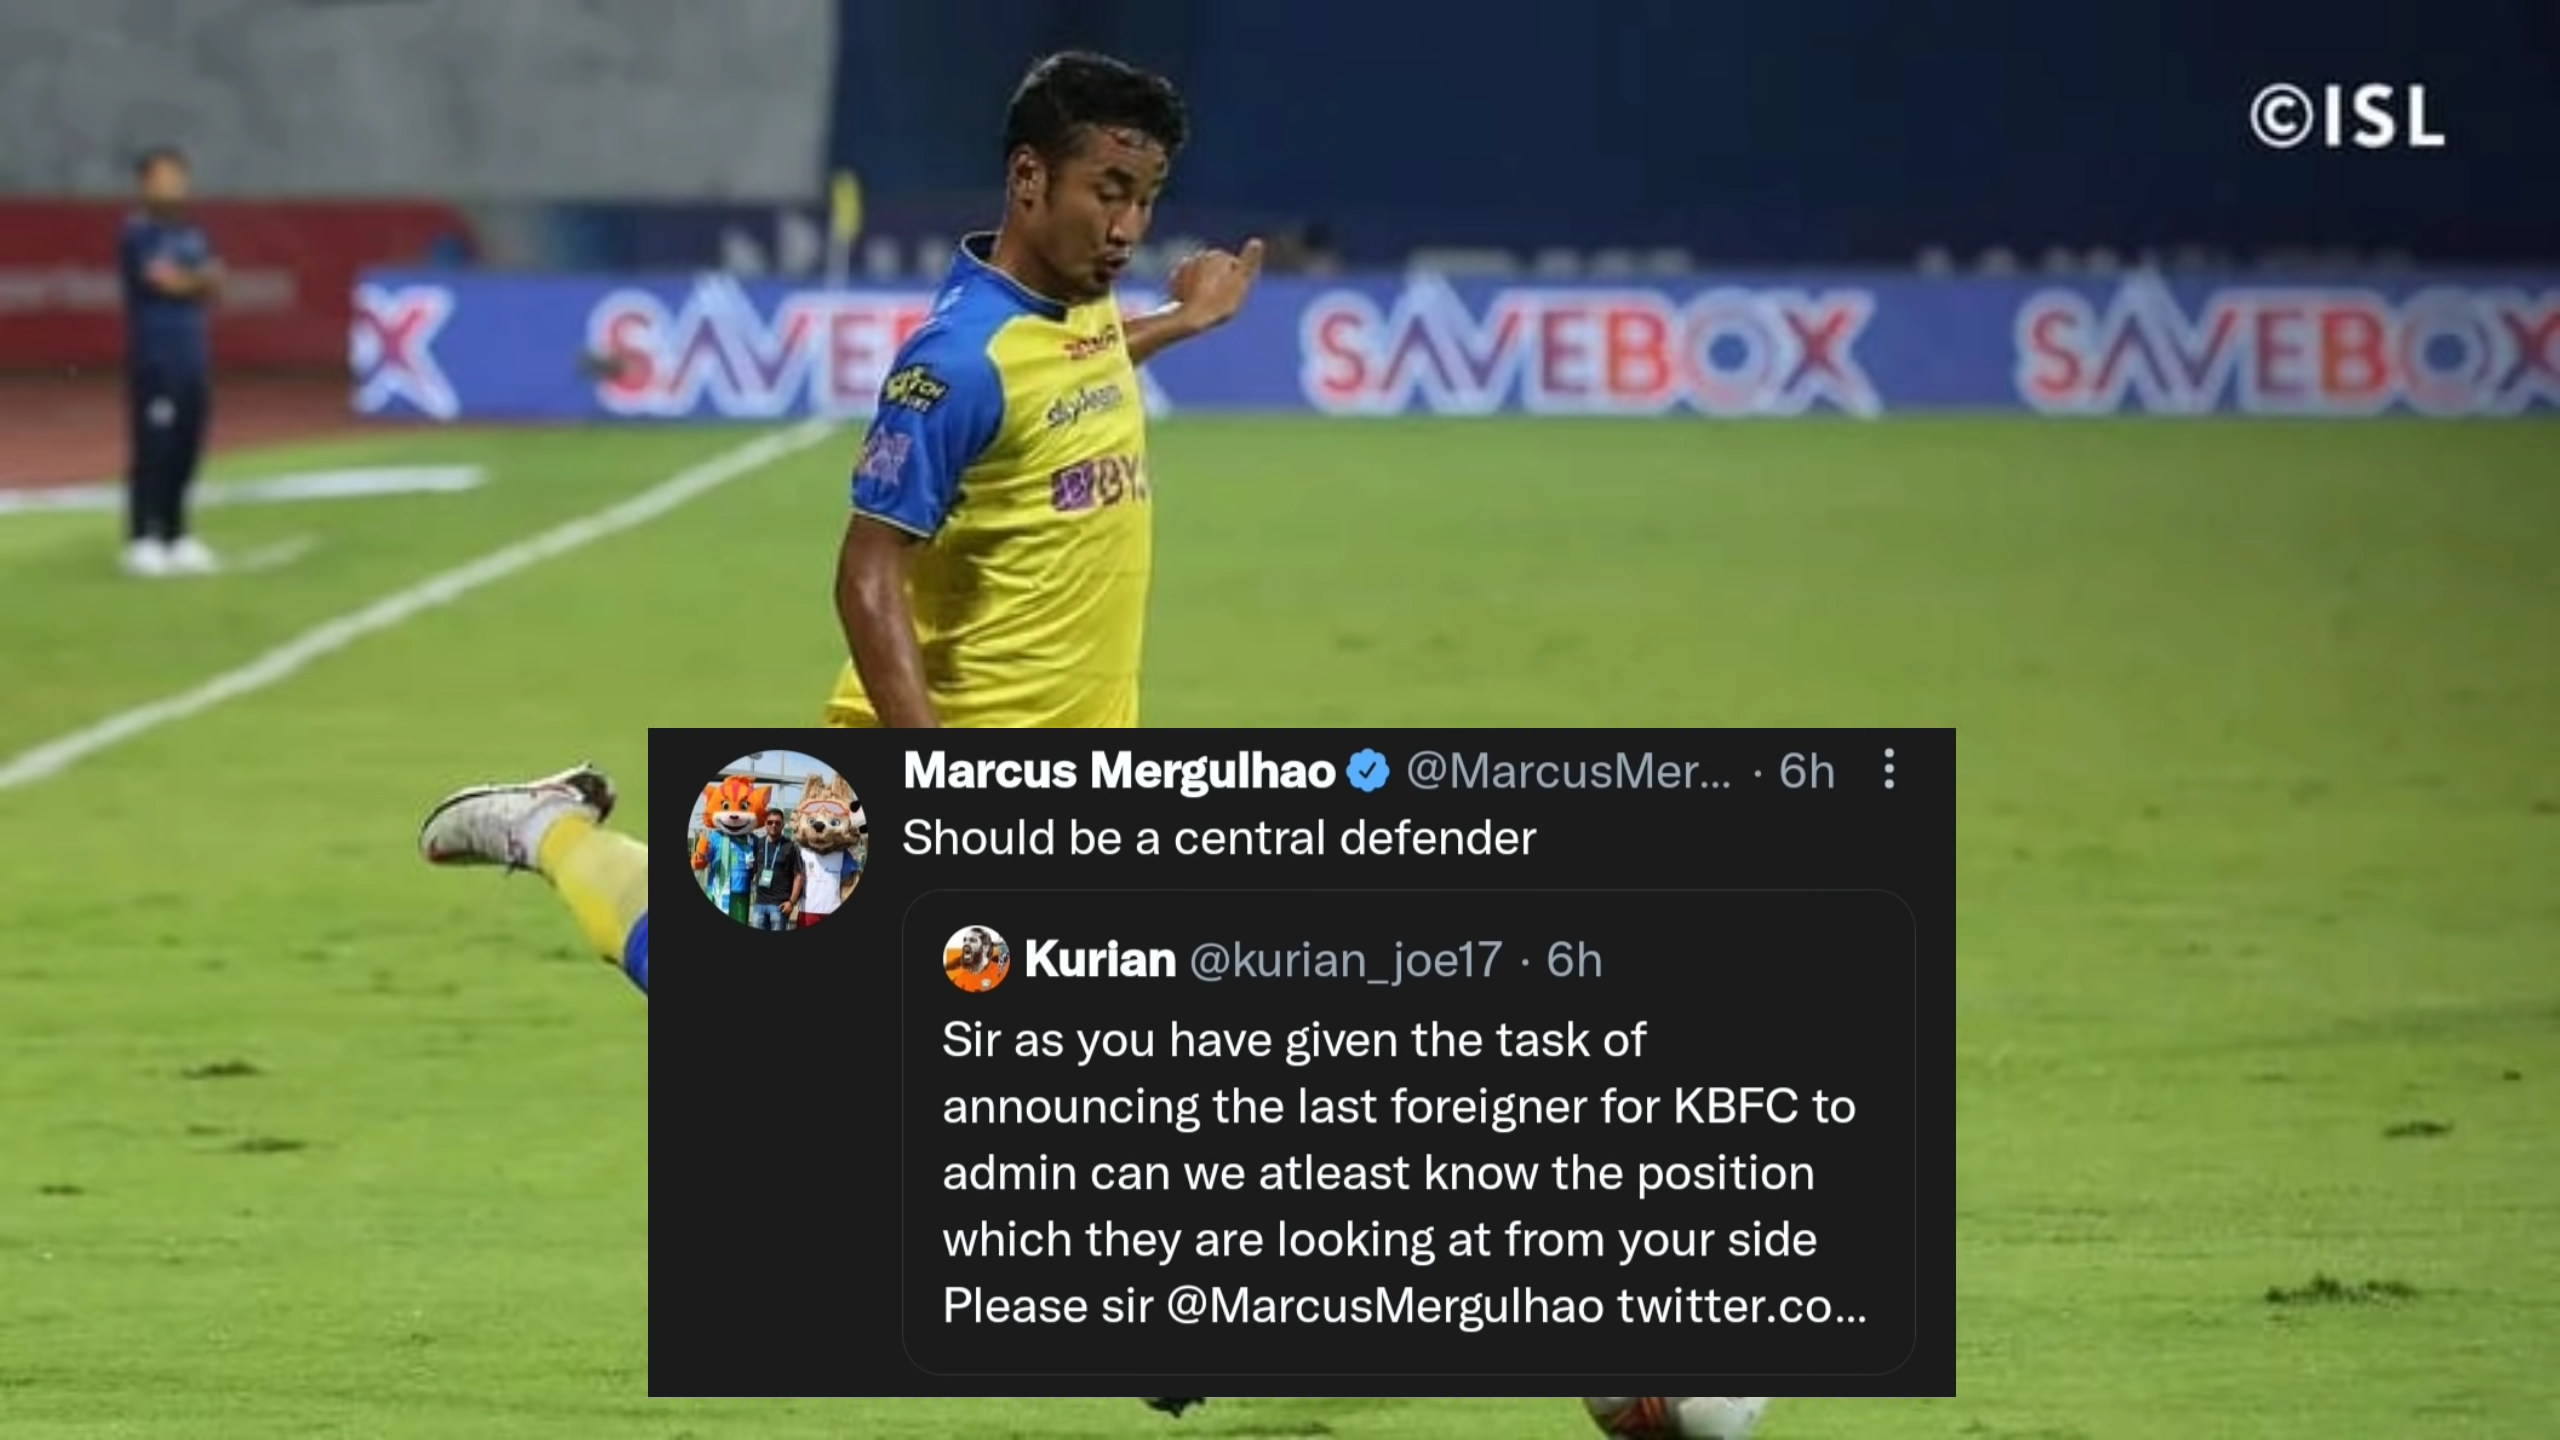 ©ISL
SAVEBOX
SAVEBOX
BYJ
Marcus Mergulhao @MarcusMer... · 6h
Should be a central defender
Kurian @kurian_joe17 · 6h
Sir as you have given the task of
announcing the last foreigner for KBFC to
admin can we atleast know the position
which they are looking at from your side
Please sir @MarcusMergulhao twitter.co...